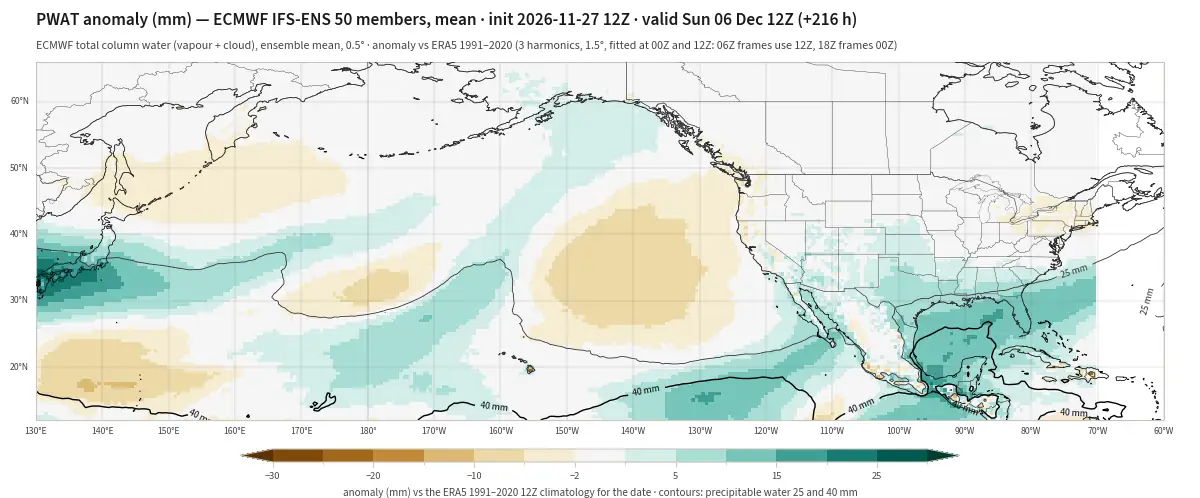 PWAT anomaly (mm) — ECMWF IFS-ENS 50 members, mean · init 2026-11-27 12Z · valid Sun 06 Dec 12Z (+216 h)
ECMWF total column water (vapour + cloud), ensemble mean, 0.5° · anomaly vs ERA5 1991–2020 (3 harmonics, 1.5°, fitted at 00Z and 12Z: 06Z frames use 12Z, 18Z frames 00Z)
60°N
50°N
40°N
30°N
20°N
25 mm
25 mm
40 mm
40 mm
40 mm
40 mm
40 mm
130°E 140°E 150°E 160°E 170°E 180° 170°W 160°W 150°W 140°W 130°W 120°W 110°W 100°W 90°W 80°W 70°W 60°W
−30 −20 −10 −2 5 15 25
anomaly (mm) vs the ERA5 1991–2020 12Z climatology for the date · contours: precipitable water 25 and 40 mm